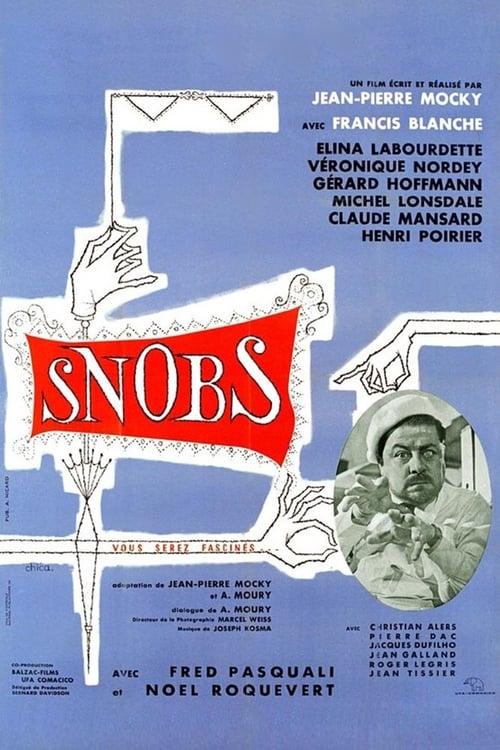 UN FILM ÉCRIT ET RÉALISÉ PAR
JEAN-PIERRE MOCKY
AVEC FRANCIS BLANCHE
ELINA LABOURDETTE
VÉRONIQUE NORDEY
GÉRARD HOFFMANN
MICHEL LONSDALE
CLAUDE MANSARD
HENRI POIRIER
SNOBS
VOUS SEREZ FASCINÉS...
chica.
PUB. A. NICARD
adaptation de JEAN-PIERRE MOCKY
et A. MOURY
dialogue de A. MOURY
Directeur de la Photographie MARCEL WEISS
Musique de JOSEPH KOSMA
AVEC CHRISTIAN ALERS
PIERRE DAC
JACQUES DUFILHO
JEAN GALLAND
ROGER LEGRIS
JEAN TISSIER
CO-PRODUCTION
BALZAC-FILMS
UFA COMACICO
Délégué de Production
BERNARD DAVIDSON
AVEC FRED PASQUALI
et NOEL ROQUEVERT
UFA-COMACICO